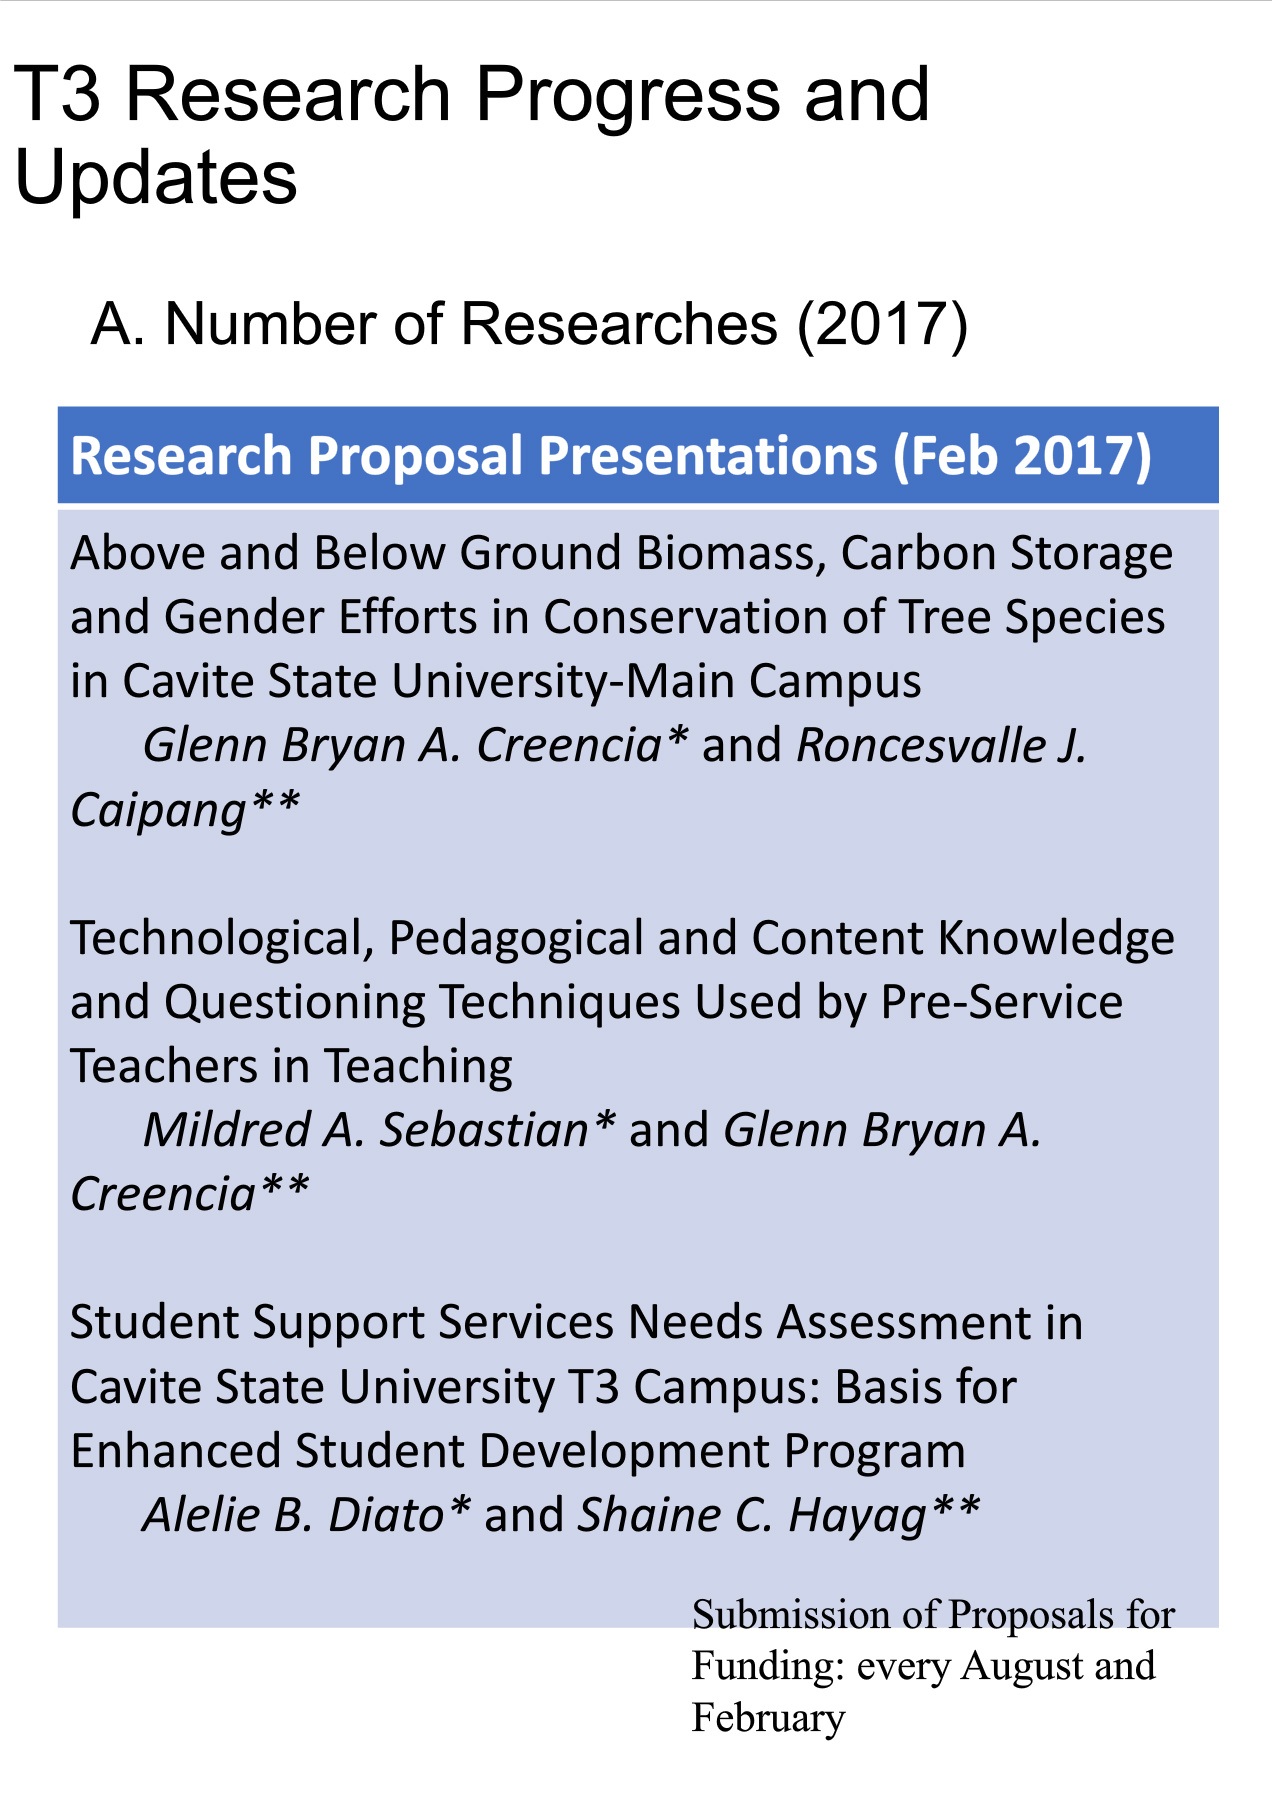 T3 Research Progress and
Updates
A. Number of Researches (2017)
Research Proposal Presentations (Feb 2017)
Above and Below Ground Biomass, Carbon Storage
and Gender Efforts in Conservation of Tree Species
in Cavite State University-Main Campus
Glenn Bryan A. Creencia* and Roncesvalle J.
Caipang**
Technological, Pedagogical and Content Knowledge
and Questioning Techniques Used by Pre-Service
Teachers in Teaching
Mildred A. Sebastian* and Glenn Bryan A.
Creencia**
Student Support Services Needs Assessment in
Cavite State University T3 Campus: Basis for
Enhanced Student Development Program
Alelie B. Diato* and Shaine C. Hayag**
Submission of Proposals for
Funding: every August and
February